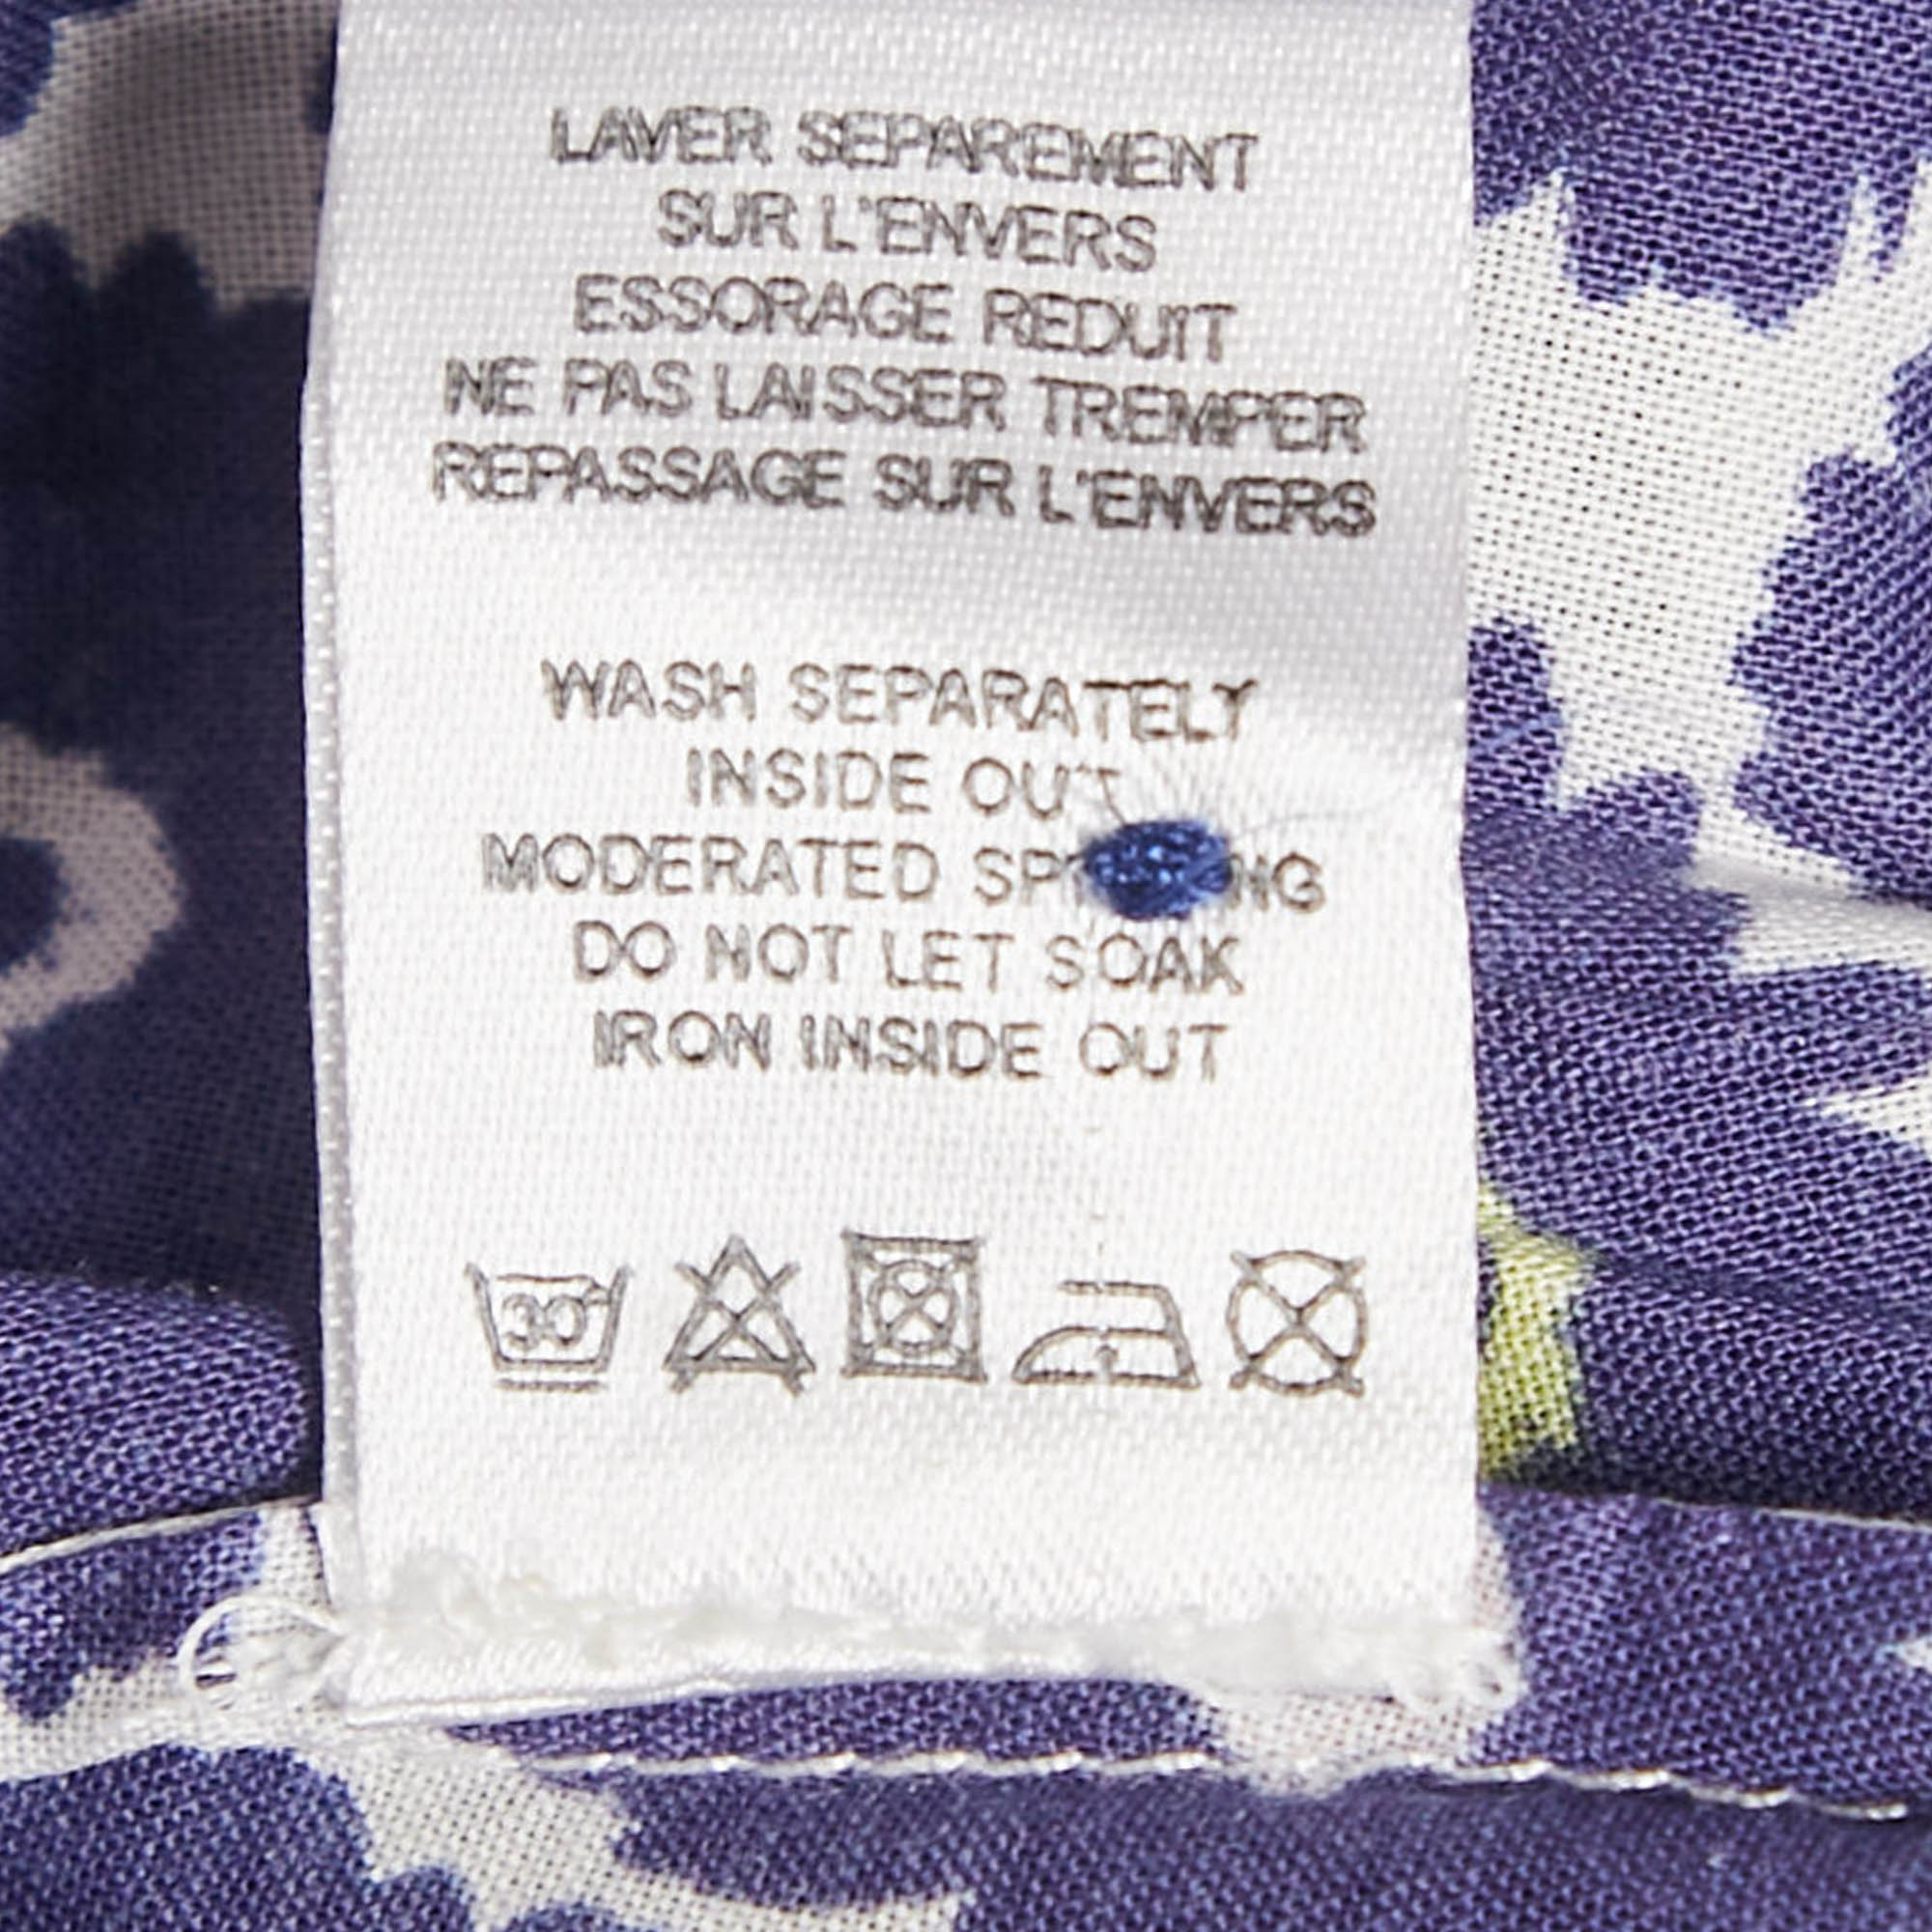 LAVER SEPAREMENT
SUR L'ENVERS
ESSORAGE REDUIT
NE PAS LAISSER TREMPER
REPASSAGE SUR L'ENVERS
WASH SEPARATELY
INSIDE OUT
MODERATED
DO NOT LET SOAK
IRON INSIDE OUT
30°